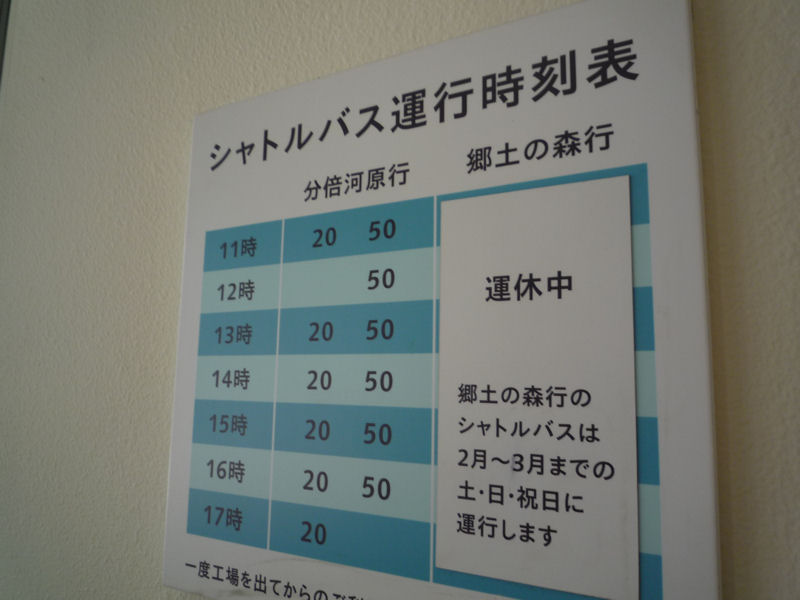 シャトルバス運行時刻表
分倍河原行 郷土の森行
11時 20 50
12時 50
13時 20 50
14時 20 50
15時 20 50
16時 20 50
17時 20
運休中
郷土の森行の
シャトルバスは
2月～3月までの
土・日・祝日に
運行します
一度工場を出てからのご